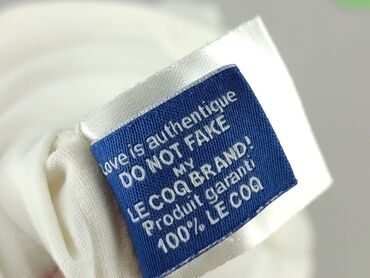 Love is authentique
DO NOT FAKE
MY
LE COQ BRAND!
Produit garanti
100% LE COQ